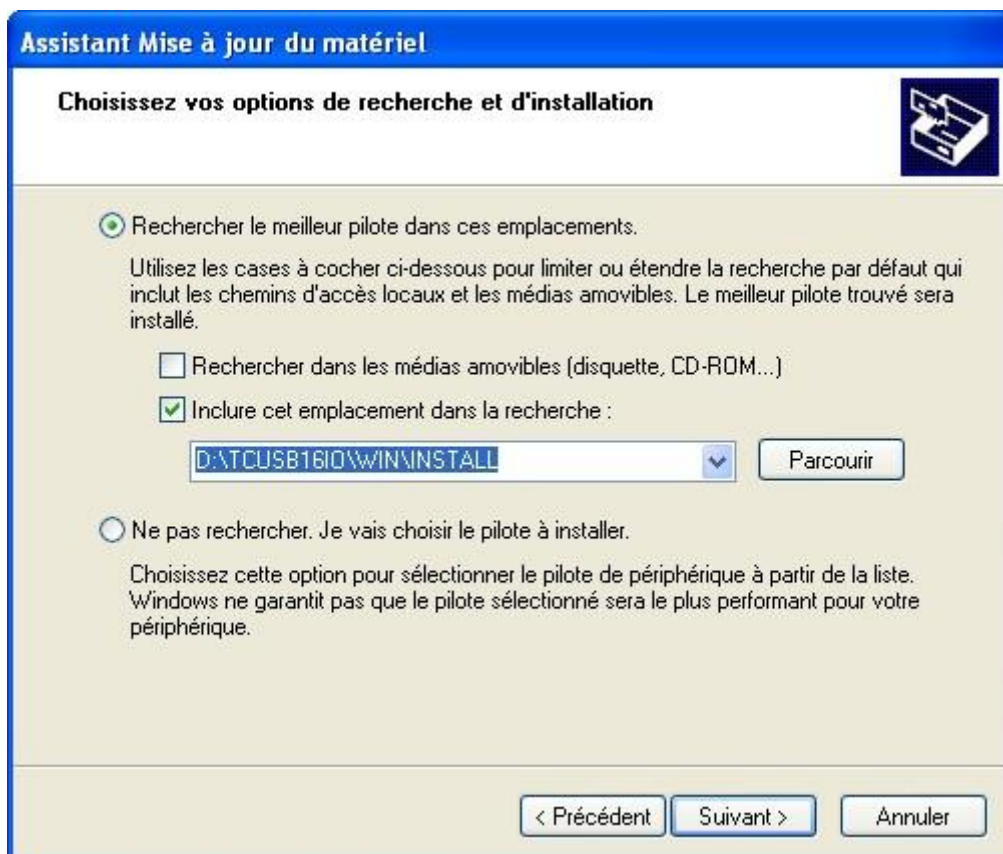 Assistant Mise à jour du matériel
Choisissez vos options de recherche et d'installation
Rechercher le meilleur pilote dans ces emplacements.
Utilisez les cases à cocher ci-dessous pour limiter ou étendre la recherche par défaut qui
inclut les chemins d'accès locaux et les médias amovibles. Le meilleur pilote trouvé sera
installé.
Rechercher dans les médias amovibles (disquette, CD-ROM...)
Inclure cet emplacement dans la recherche :
D:\TCUSB16IO\WIN\INSTALL
Parcourir
Ne pas rechercher. Je vais choisir le pilote à installer.
Choisissez cette option pour sélectionner le pilote de périphérique à partir de la liste.
Windows ne garantit pas que le pilote sélectionné sera le plus performant pour votre
périphérique.
< Précédent Suivant > Annuler